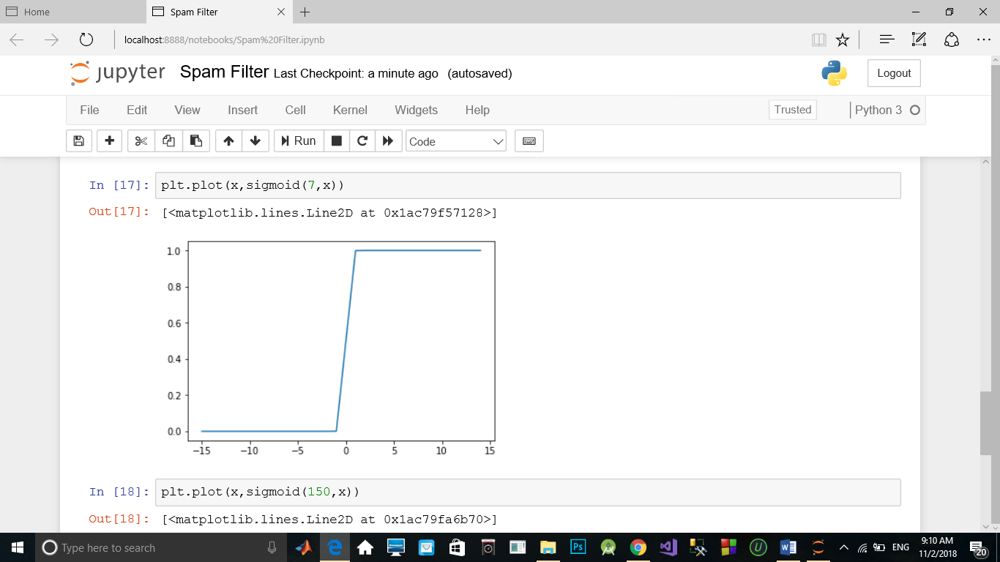 Home
Spam Filter
localhost:8888/notebooks/Spam%20Filter.ipynb
jupyter Spam Filter Last Checkpoint: a minute ago (autosaved)
Logout
File Edit View Insert Cell Kernel Widgets Help
Trusted
Python 3
Run
Code
In [17]: plt.plot(x,sigmoid(7,x))
Out[17]: [<matplotlib.lines.Line2D at 0x1ac79f57128>]
1.0
0.8
0.6
0.4
0.2
0.0
−15 −10 −5 0 5 10 15
In [18]: plt.plot(x,sigmoid(150,x))
Out[18]: [<matplotlib.lines.Line2D at 0x1ac79fa6b70>]
Type here to search
Ps
ENG
9:10 AM
11/2/2018
20